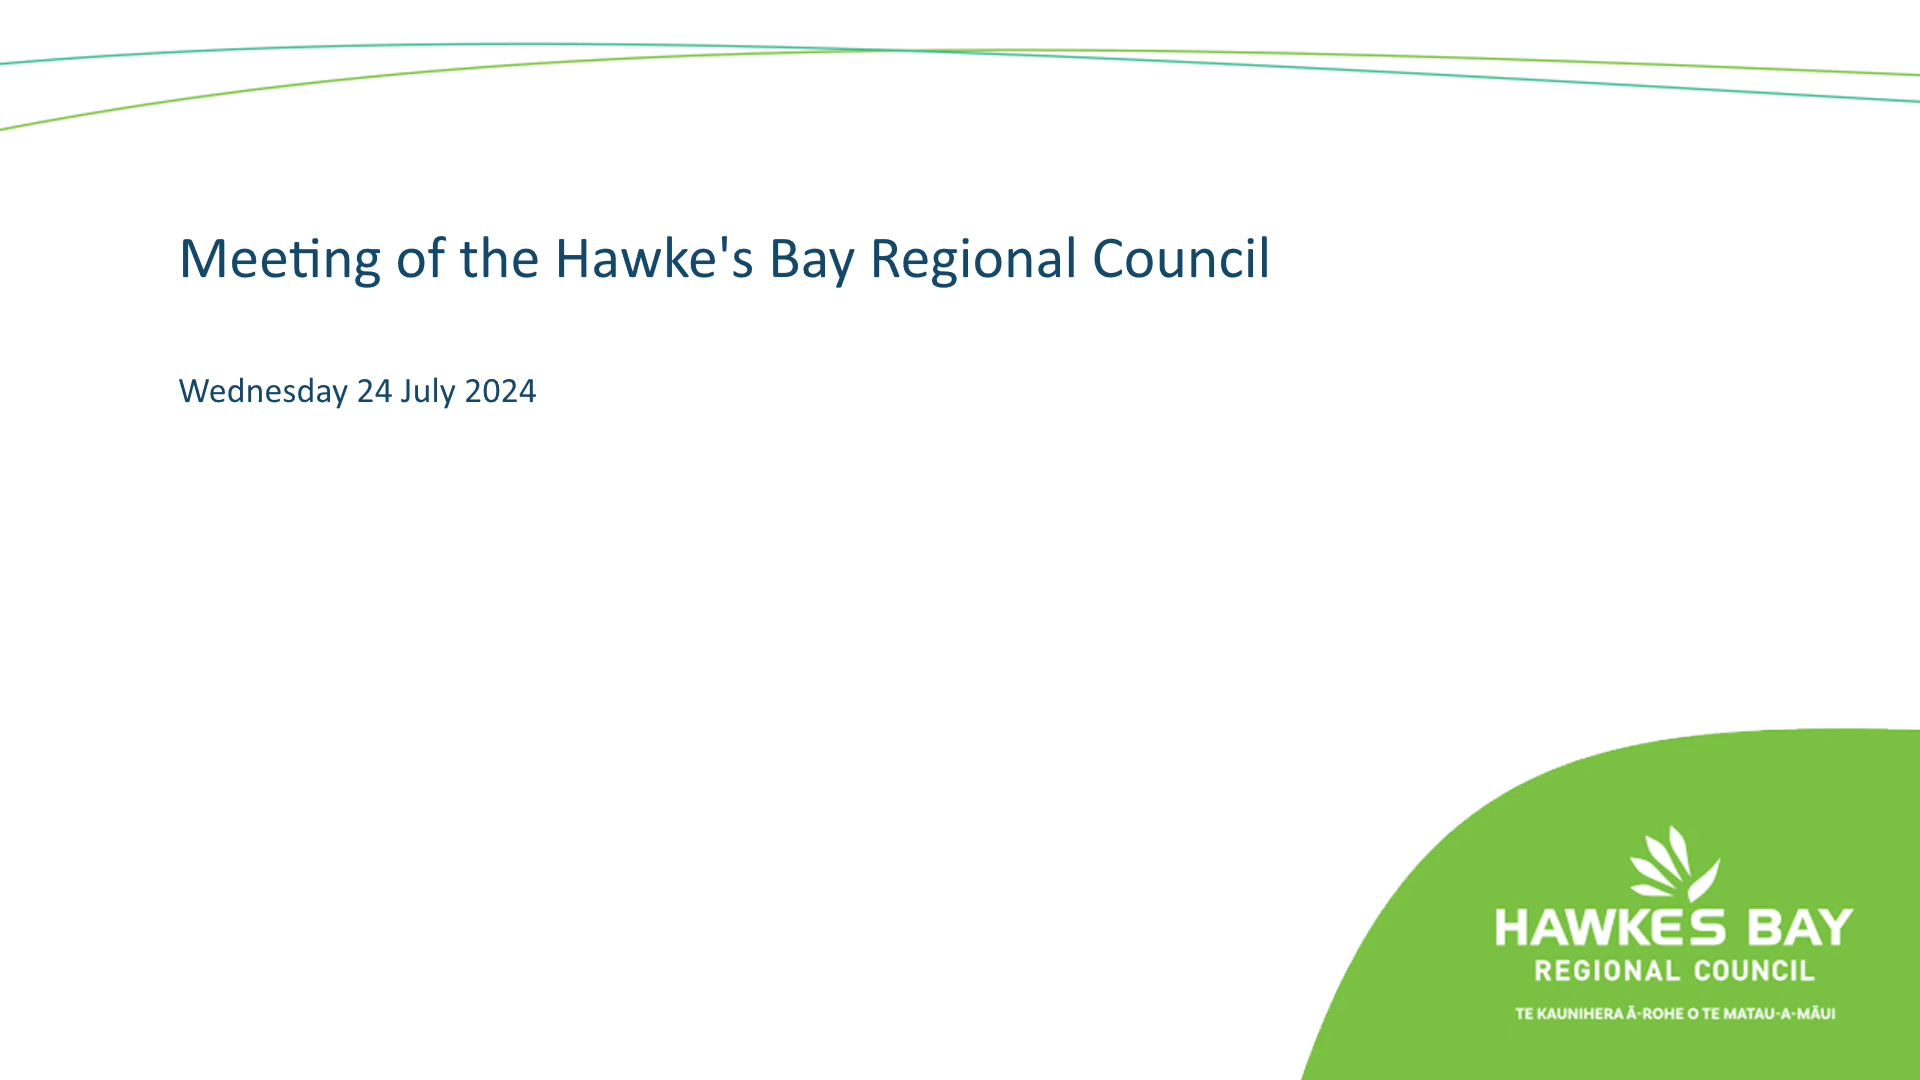 Meeting of the Hawke's Bay Regional Council
Wednesday 24 July 2024
HAWKES BAY
REGIONAL COUNCIL
TE KAUNIHERA Ā-ROHE O TE MATAU-A-MĀUI